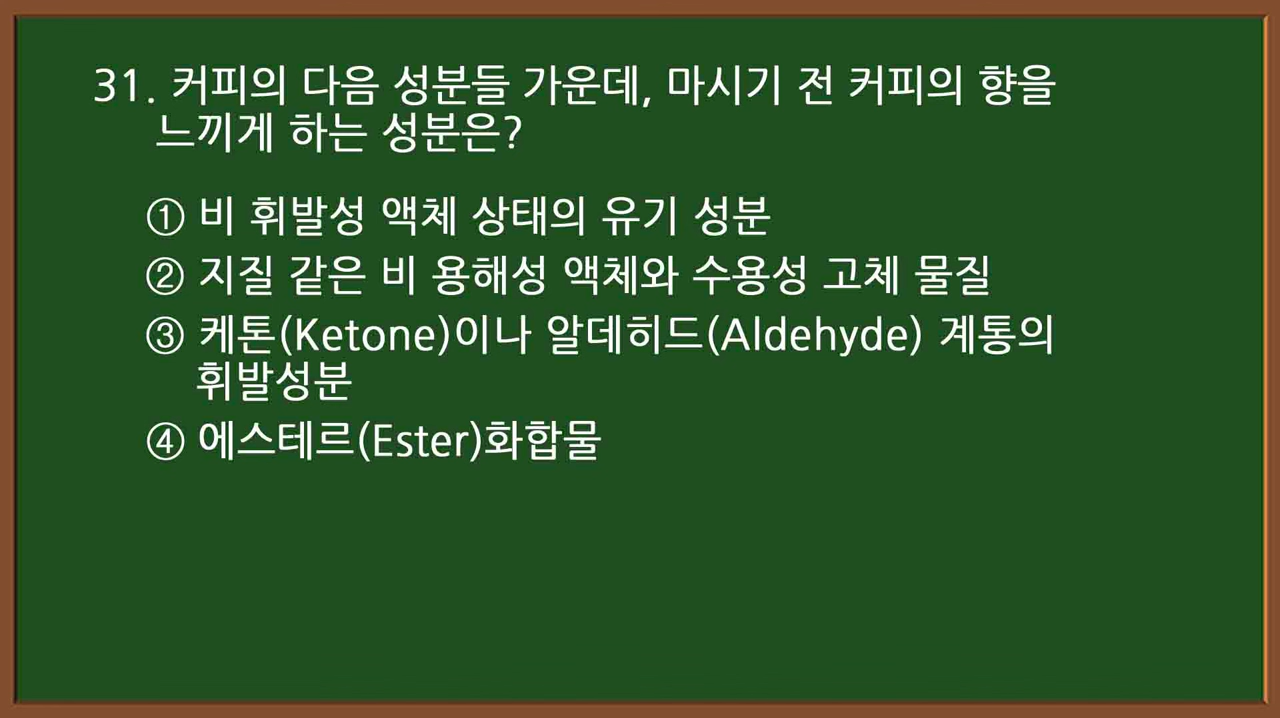 31. 커피의 다음 성분들 가운데, 마시기 전 커피의 향을
느끼게 하는 성분은?
① 비 휘발성 액체 상태의 유기 성분
② 지질 같은 비 용해성 액체와 수용성 고체 물질
③ 케톤(Ketone)이나 알데히드(Aldehyde) 계통의
휘발성분
④ 에스테르(Ester)화합물